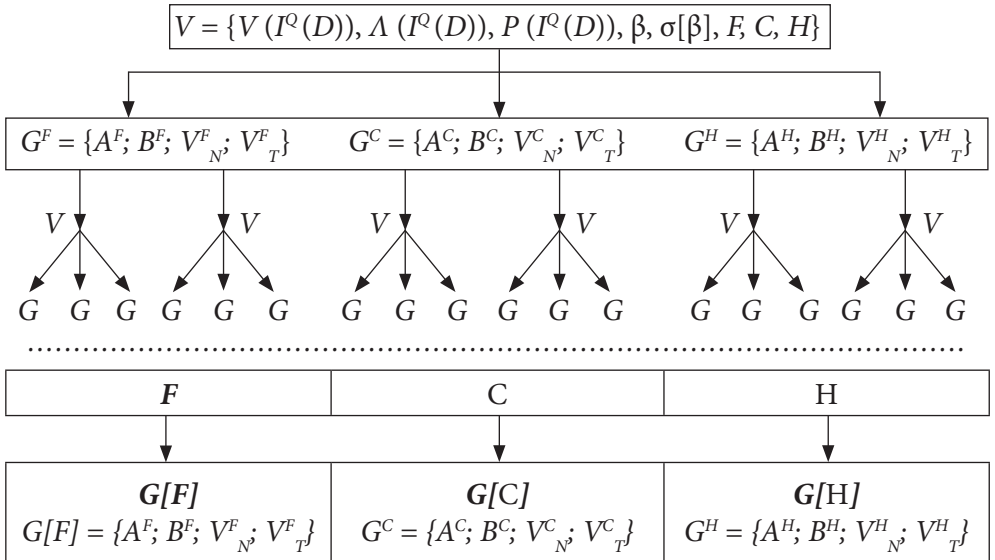 V = {V (I^Q(D)), Λ (I^Q(D)), P (I^Q(D)), β, σ[β], F, C, H}
G^F = {A^F; B^F; V^F_N; V^F_T} G^C = {A^C; B^C; V^C_N; V^C_T} G^H = {A^H; B^H; V^H_N; V^H_T}
V V V V V V
G G G G G G G G G G G G G G G G G G
F C H
G[F] G[C] G[H]
G[F] = {A^F; B^F; V^F_N; V^F_T} G^C = {A^C; B^C; V^C_N; V^C_T} G^H = {A^H; B^H; V^H_N; V^H_T}